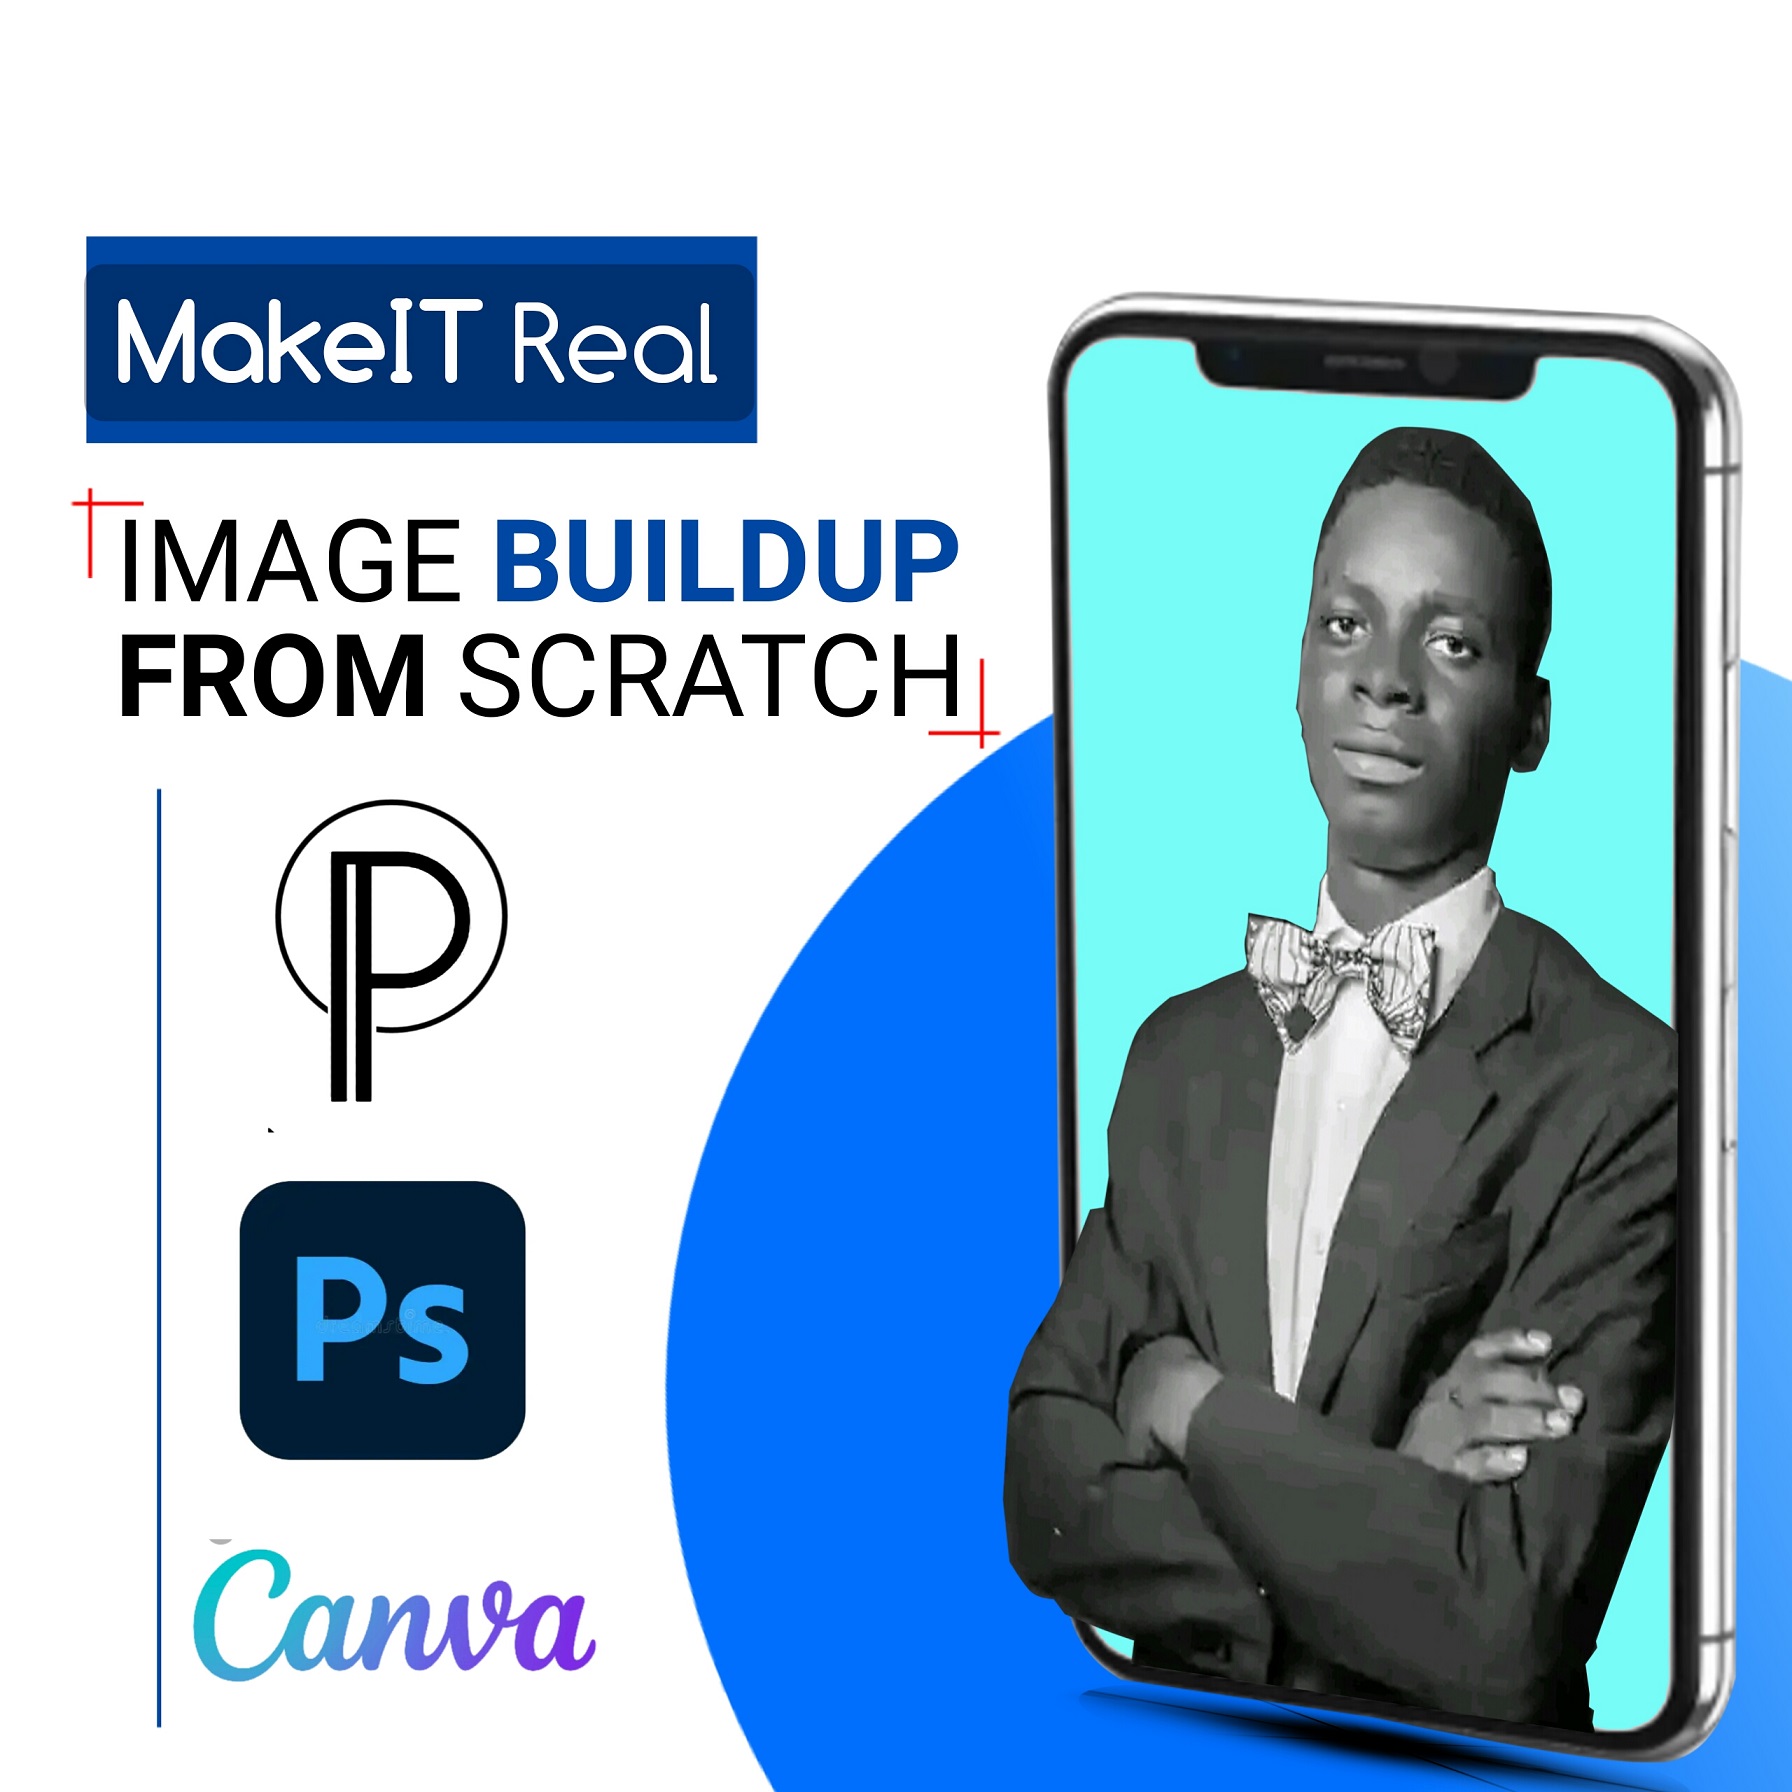 MakeIT Real
IMAGE BUILDUP
FROM SCRATCH
P
Ps
Canva